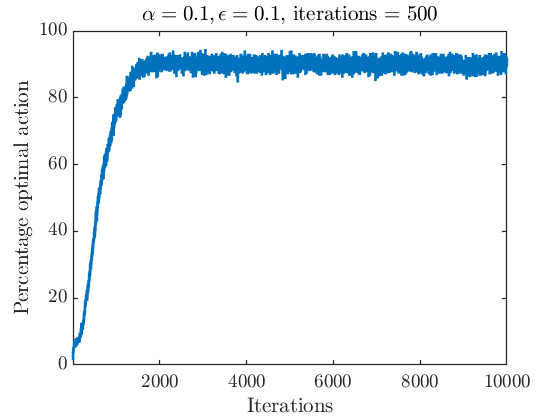 α = 0.1, ϵ = 0.1, iterations = 500
Percentage optimal action
100
80
60
40
20
0
2000 4000 6000 8000 10000
Iterations